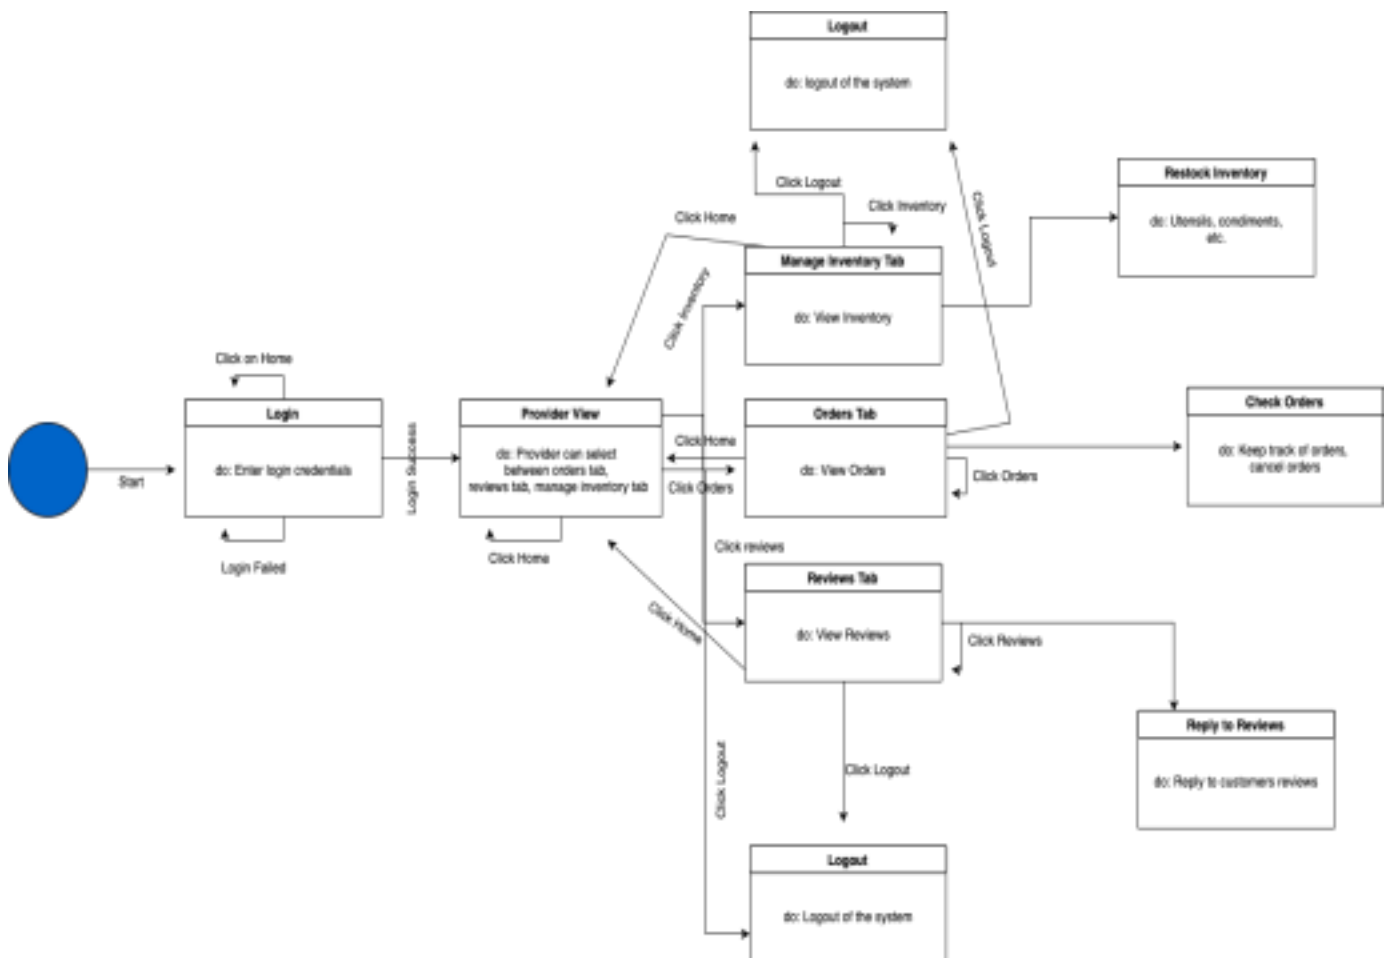 Logout
do: logout of the system
Click Logout
Click Inventory
Click Logout
Restock Inventory
do: Utensils, condiments,
etc.
Click Home
Manage Inventory Tab
do: View Inventory
Click Inventory
Click on Home
Login
do: Enter login credentials
Start
Login Failed
Login Success
Provider View
do: Provider can select
between orders tab,
reviews tab, manage inventory tab
Click Home
Click Home
Click Orders
Orders Tab
do: View Orders
Click Orders
Check Orders
do: Keep track of orders,
cancel orders
Click reviews
Click Home
Reviews Tab
do: View Reviews
Click Reviews
Reply to Reviews
do: Reply to customers reviews
Click Logout
Click Logout
Logout
do: Logout of the system